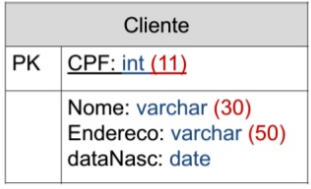 Cliente
PK CPF: int (11)
Nome: varchar (30)
Endereco: varchar (50)
dataNasc: date